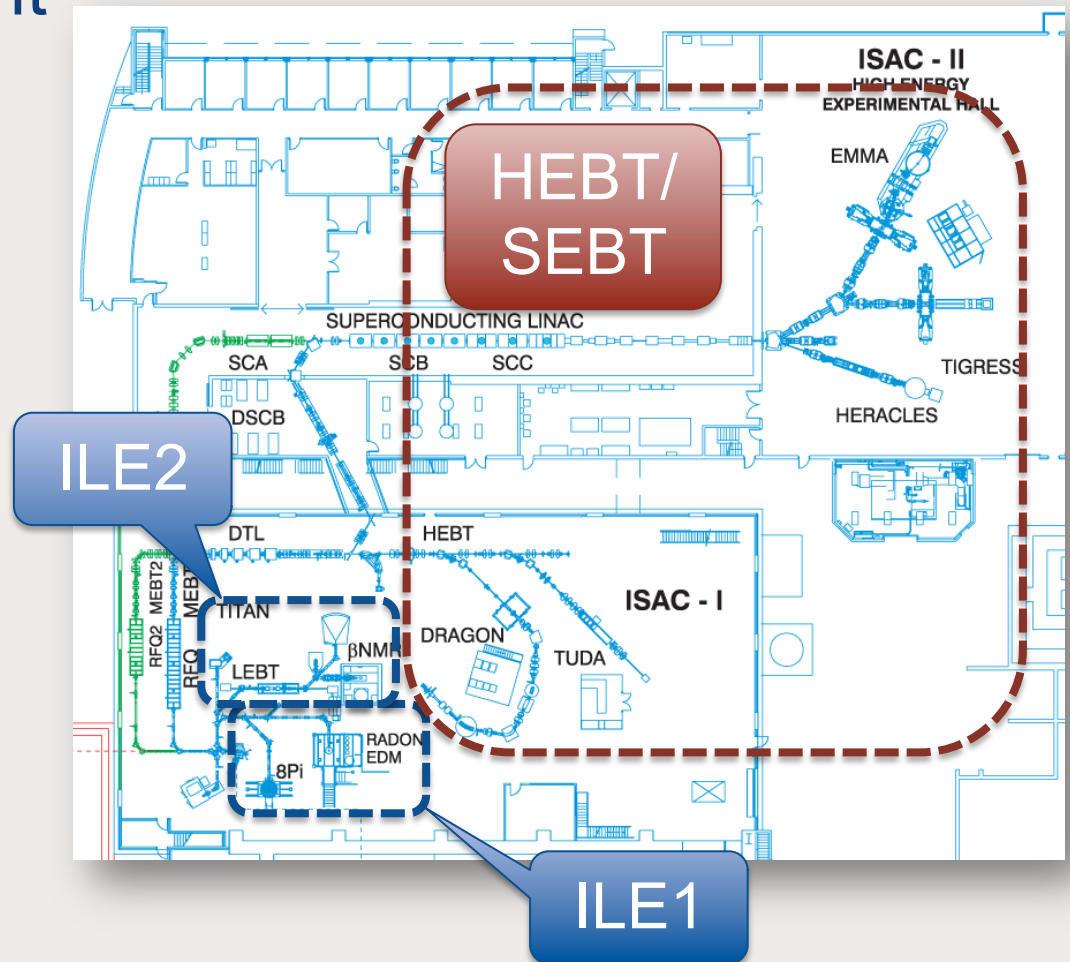 ISAC - II
HIGH ENERGY
EXPERIMENTAL HALL
EMMA
HEBT/
SEBT
SUPERCONDUCTING LINAC
SCA
SCB
SCC
TIGRESS
DSCB
HERACLES
ILE2
DTL
HEBT
MEBT2
RFQ2
MEBT
RFQ
TITAN
ISAC - I
βNMR
DRAGON
TUDA
LEBT
RADON
EDM
8Pi
ILE1